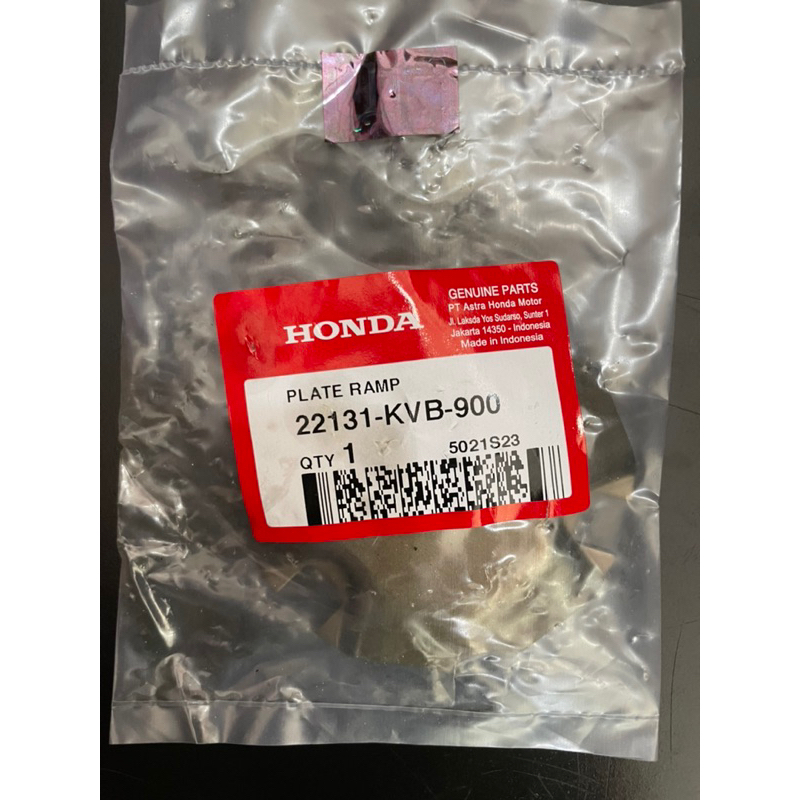 HONDA
GENUINE PARTS
PT Astra Honda Motor
Jl. Laksda Yos Sudarso, Sunter 1
Jakarta 14350 - Indonesia
Made in Indonesia
PLATE RAMP
22131-KVB-900
QTY 1
5021S23